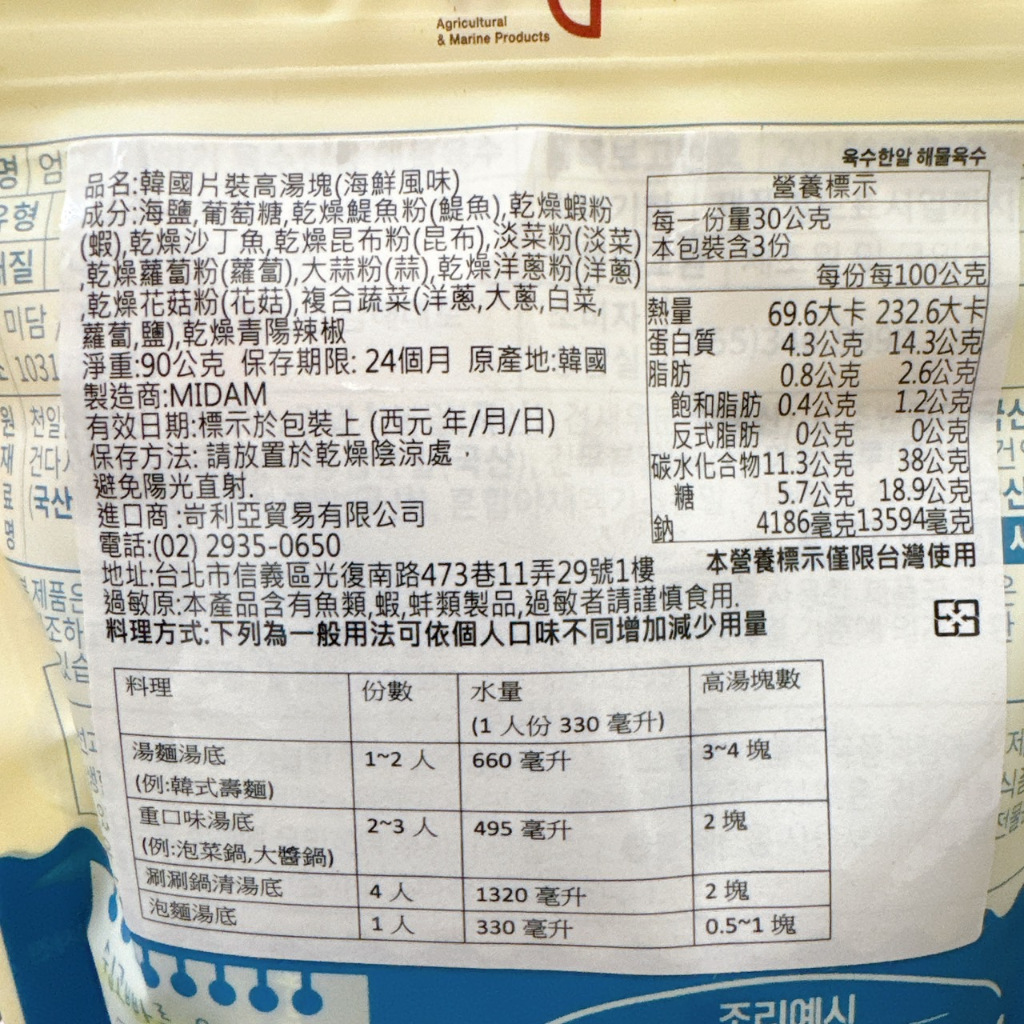 Agricultural
& Marine Products
육수한알 해물육수
品名:韓國片裝高湯塊(海鮮風味)
成分:海鹽,葡萄糖,乾燥鯷魚粉(鯷魚),乾燥蝦粉
(蝦),乾燥沙丁魚,乾燥昆布粉(昆布),淡菜粉(淡菜)
,乾燥蘿蔔粉(蘿蔔),大蒜粉(蒜),乾燥洋蔥粉(洋蔥)
,乾燥花菇粉(花菇),複合蔬菜(洋蔥,大蔥,白菜,
蘿蔔,鹽),乾燥青陽辣椒
淨重:90公克 保存期限: 24個月 原產地:韓國
製造商:MIDAM
有效日期:標示於包裝上 (西元 年/月/日)
保存方法: 請放置於乾燥陰涼處,
避免陽光直射.
進口商:岢利亞貿易有限公司
電話:(02) 2935-0650
地址:台北市信義區光復南路473巷11弄29號1樓
過敏原:本產品含有魚類,蝦,蚌類製品,過敏者請謹慎食用.
料理方式:下列為一般用法可依個人口味不同增加減少用量
營養標示
每一份量30公克
本包裝含3份
每份 每100公克
熱量 69.6大卡 232.6大卡
蛋白質 4.3公克 14.3公克
脂肪 0.8公克 2.6公克
飽和脂肪 0.4公克 1.2公克
反式脂肪 0公克 0公克
碳水化合物 11.3公克 38公克
糖 5.7公克 18.9公克
鈉 4186毫克 13594毫克
本營養標示僅限台灣使用
料理 份數 水量 高湯塊數
(1 人份 330 毫升)
湯麵湯底 1~2 人 660 毫升 3~4 塊
(例:韓式壽麵)
重口味湯底 2~3 人 495 毫升 2 塊
(例:泡菜鍋,大醬鍋)
涮涮鍋清湯底 4 人 1320 毫升 2 塊
泡麵湯底 1 人 330 毫升 0.5~1 塊
조리예시